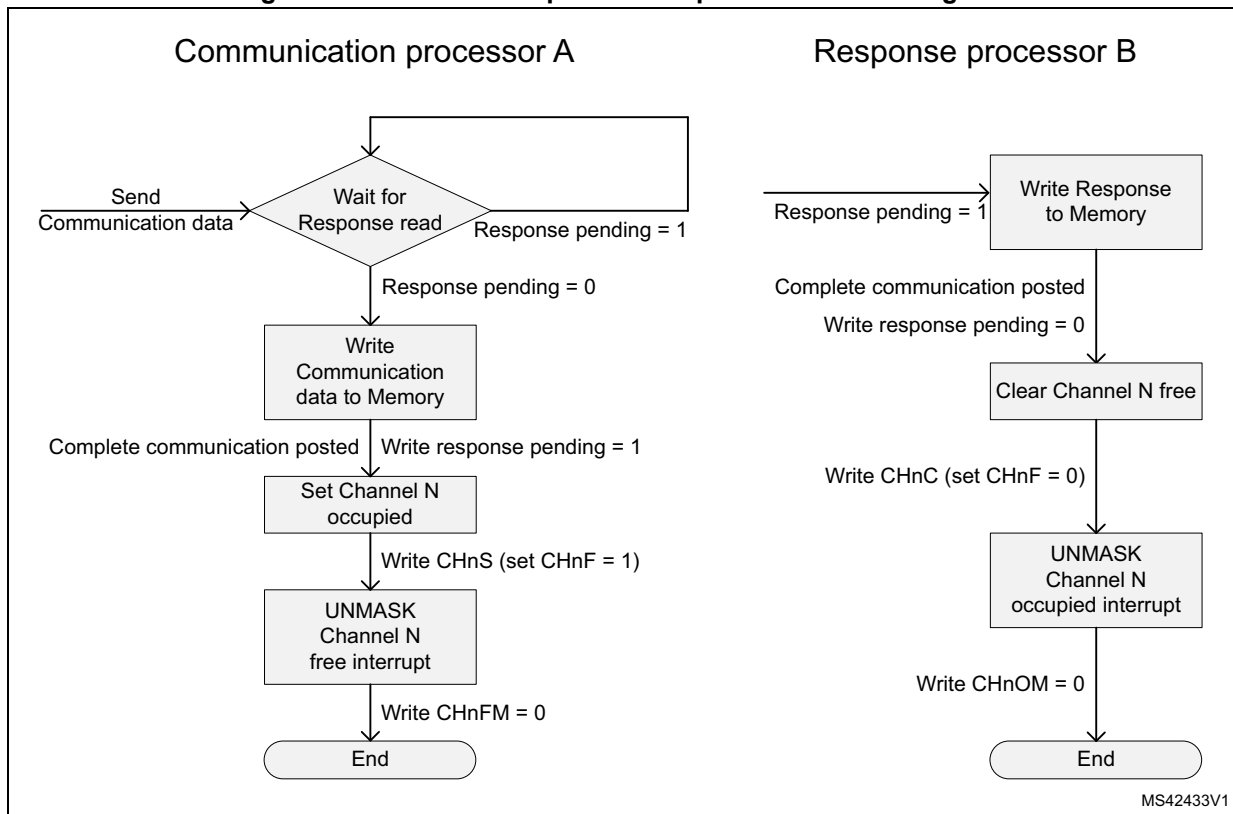 Communication processor A
Send
Communication data
Wait for
Response read
Response pending = 1
Response pending = 0
Write
Communication
data to Memory
Complete communication posted
Write response pending = 1
Set Channel N
occupied
Write CHnS (set CHnF = 1)
UNMASK
Channel N
free interrupt
Write CHnFM = 0
End
Response processor B
Response pending = 1
Write Response
to Memory
Complete communication posted
Write response pending = 0
Clear Channel N free
Write CHnC (set CHnF = 0)
UNMASK
Channel N
occupied interrupt
Write CHnOM = 0
End
MS42433V1